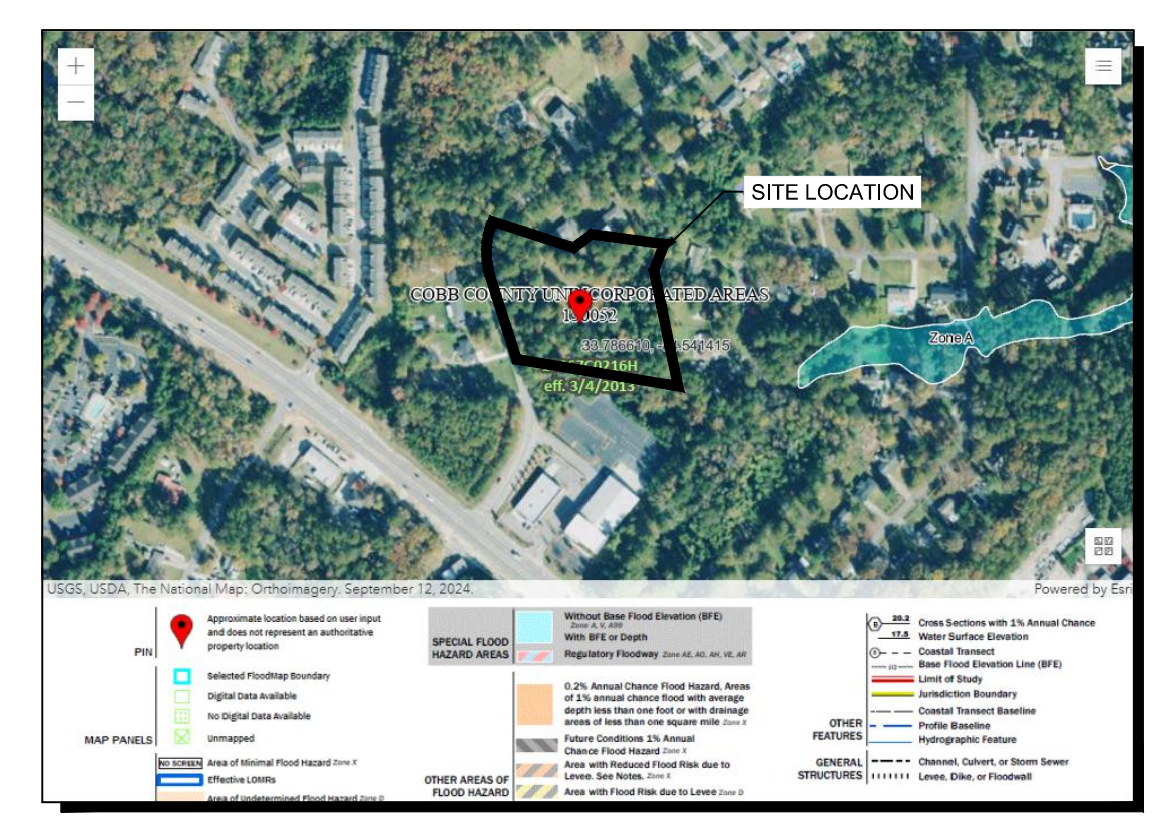 +
−
SITE LOCATION
COBB COUNTY UNINCORPORATED AREAS
130052
Zone A
33.786610, 541415
C0216H
eff. 3/4/2013
USGS, USDA, The National Map: Orthoimagery. September 12, 2024.
Powered by Esri
PIN
Approximate location based on user input
and does not represent an authoritative
property location
MAP PANELS
Selected FloodMap Boundary
Digital Data Available
No Digital Data Available
Unmapped
NO SCREEN Area of Minimal Flood Hazard Zone X
Effective LOMRs
Area of Undetermined Flood Hazard Zone D
SPECIAL FLOOD
HAZARD AREAS
Without Base Flood Elevation (BFE)
Zone A, V, A99
With BFE or Depth
Regulatory Floodway Zone AE, AO, AH, VE, AR
0.2% Annual Chance Flood Hazard, Areas
of 1% annual chance flood with average
depth less than one foot or with drainage
areas of less than one square mile Zone X
Future Conditions 1% Annual
Chance Flood Hazard Zone X
Area with Reduced Flood Risk due to
Levee. See Notes. Zone X
Area with Flood Risk due to Levee Zone D
OTHER AREAS OF
FLOOD HAZARD
B 20.2 Cross Sections with 1% Annual Chance
17.5 Water Surface Elevation
8 Coastal Transect
513 Base Flood Elevation Line (BFE)
Limit of Study
Jurisdiction Boundary
Coastal Transect Baseline
Profile Baseline
Hydrographic Feature
OTHER
FEATURES
GENERAL
STRUCTURES
Channel, Culvert, or Storm Sewer
Levee, Dike, or Floodwall